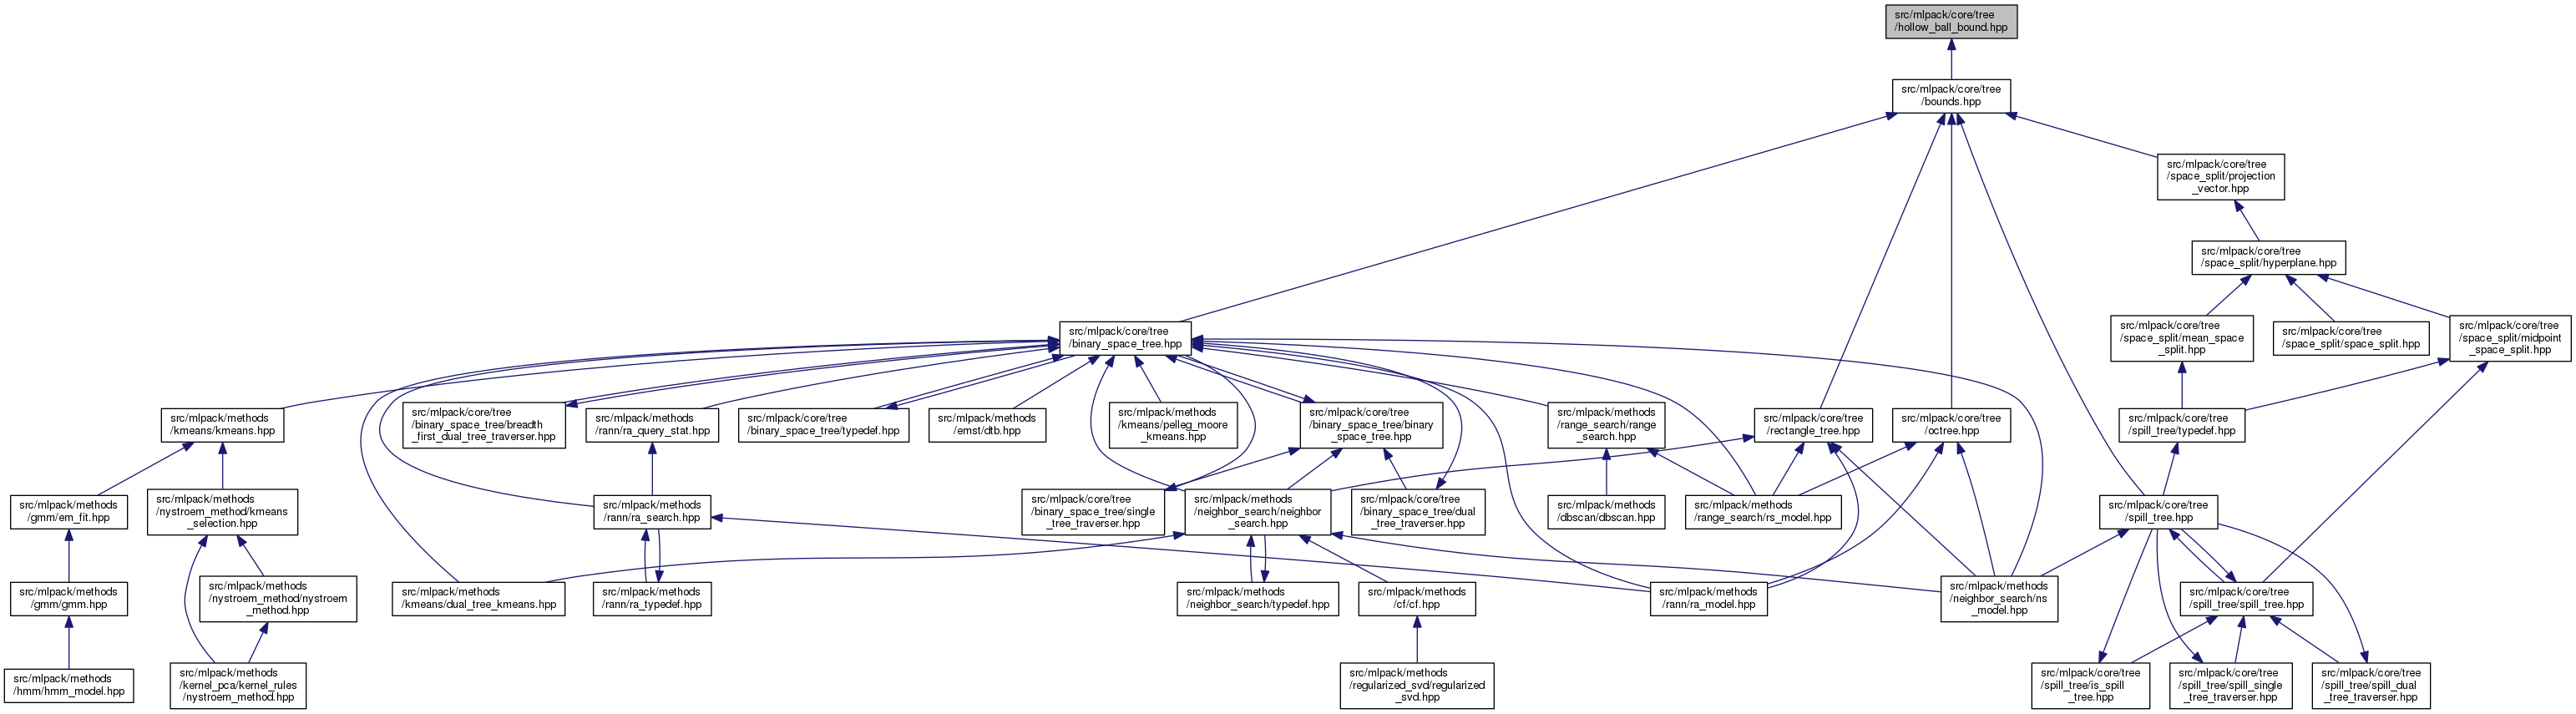 src/mlpack/core/tree
/hollow_ball_bound.hpp
src/mlpack/core/tree
/bounds.hpp
src/mlpack/core/tree
/space_split/projection
_vector.hpp
src/mlpack/core/tree
/space_split/hyperplane.hpp
src/mlpack/core/tree
/binary_space_tree.hpp
src/mlpack/core/tree
/space_split/mean_space
_split.hpp
src/mlpack/core/tree
/space_split/space_split.hpp
src/mlpack/core/tree
/space_split/midpoint
_space_split.hpp
src/mlpack/methods
/kmeans/kmeans.hpp
src/mlpack/core/tree
/binary_space_tree/breadth
_first_dual_tree_traverser.hpp
src/mlpack/methods
/rann/ra_query_stat.hpp
src/mlpack/core/tree
/binary_space_tree/typedef.hpp
src/mlpack/methods
/emst/dtb.hpp
src/mlpack/methods
/kmeans/pelleg_moore
_kmeans.hpp
src/mlpack/core/tree
/binary_space_tree/binary
_space_tree.hpp
src/mlpack/methods
/range_search/range
_search.hpp
src/mlpack/core/tree
/rectangle_tree.hpp
src/mlpack/core/tree
/octree.hpp
src/mlpack/core/tree
/spill_tree/typedef.hpp
src/mlpack/methods
/gmm/em_fit.hpp
src/mlpack/methods
/nystroem_method/kmeans
_selection.hpp
src/mlpack/methods
/rann/ra_search.hpp
src/mlpack/core/tree
/binary_space_tree/single
_tree_traverser.hpp
src/mlpack/methods
/neighbor_search/neighbor
_search.hpp
src/mlpack/core/tree
/binary_space_tree/dual
_tree_traverser.hpp
src/mlpack/methods
/dbscan/dbscan.hpp
src/mlpack/methods
/range_search/rs_model.hpp
src/mlpack/core/tree
/spill_tree.hpp
src/mlpack/methods
/gmm/gmm.hpp
src/mlpack/methods
/nystroem_method/nystroem
_method.hpp
src/mlpack/methods
/kmeans/dual_tree_kmeans.hpp
src/mlpack/methods
/rann/ra_typedef.hpp
src/mlpack/methods
/neighbor_search/typedef.hpp
src/mlpack/methods
/cf/cf.hpp
src/mlpack/methods
/rann/ra_model.hpp
src/mlpack/methods
/neighbor_search/ns
_model.hpp
src/mlpack/core/tree
/spill_tree/spill_tree.hpp
src/mlpack/methods
/hmm/hmm_model.hpp
src/mlpack/methods
/kernel_pca/kernel_rules
/nystroem_method.hpp
src/mlpack/methods
/regularized_svd/regularized
_svd.hpp
src/mlpack/core/tree
/spill_tree/is_spill
_tree.hpp
src/mlpack/core/tree
/spill_tree/spill_single
_tree_traverser.hpp
src/mlpack/core/tree
/spill_tree/spill_dual
_tree_traverser.hpp